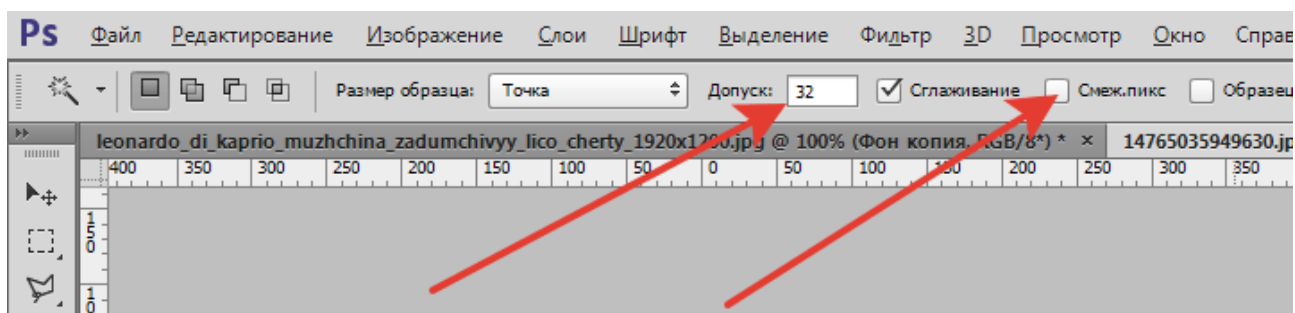 Ps Файл Редактирование Изображение Слои Шрифт Выделение Фильтр 3D Просмотр Окно
Размер образца: Точка Допуск: 32 Сглаживание Смеж.пикс Образец
leonardo_di_kaprio_muzhchina_zadumchivyy_lico_cherty_1920x1200.jpg @ 100% (Фон копия, RGB/8*) * × 14765035949630.jp
400 350 300 250 200 150 100 50 0 50 100 150 200 250 300 350
150
10